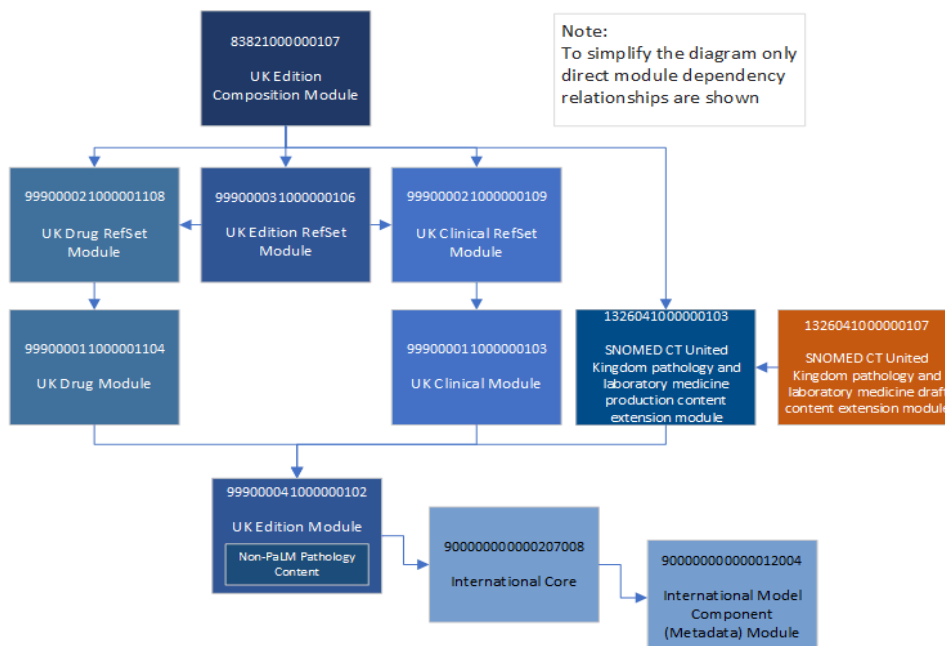 83821000000107
UK Edition
Composition Module
Note:
To simplify the diagram only
direct module dependency
relationships are shown
999000021000001108
UK Drug RefSet
Module
999000031000000106
UK Edition RefSet
Module
999000021000000109
UK Clinical RefSet
Module
999000011000001104
UK Drug Module
999000011000000103
UK Clinical Module
1326041000000103
SNOMED CT United
Kingdom pathology and
laboratory medicine
production content
extension module
1326041000000107
SNOMED CT United
Kingdom pathology and
laboratory medicine draft
content extension module
999000041000000102
UK Edition Module
Non-PaLM Pathology
Content
900000000000207008
International Core
900000000000012004
International Model
Component
(Metadata) Module